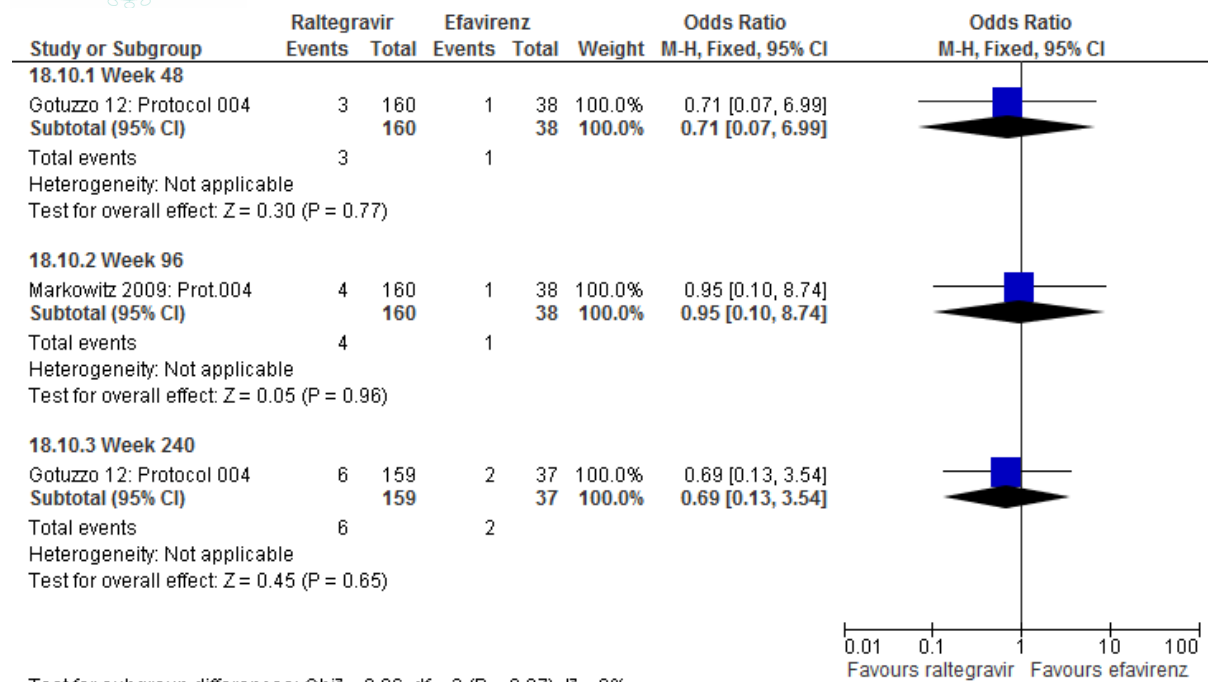 Raltegravir Efavirenz Odds Ratio Odds Ratio
Study or Subgroup Events Total Events Total Weight M-H, Fixed, 95% CI M-H, Fixed, 95% CI
18.10.1 Week 48
Gotuzzo 12: Protocol 004 3 160 1 38 100.0% 0.71 [0.07, 6.99]
Subtotal (95% CI) 160 38 100.0% 0.71 [0.07, 6.99]
Total events 3 1
Heterogeneity: Not applicable
Test for overall effect: Z = 0.30 (P = 0.77)
18.10.2 Week 96
Markowitz 2009: Prot.004 4 160 1 38 100.0% 0.95 [0.10, 8.74]
Subtotal (95% CI) 160 38 100.0% 0.95 [0.10, 8.74]
Total events 4 1
Heterogeneity: Not applicable
Test for overall effect: Z = 0.05 (P = 0.96)
18.10.3 Week 240
Gotuzzo 12: Protocol 004 6 159 2 37 100.0% 0.69 [0.13, 3.54]
Subtotal (95% CI) 159 37 100.0% 0.69 [0.13, 3.54]
Total events 6 2
Heterogeneity: Not applicable
Test for overall effect: Z = 0.45 (P = 0.65)
0.01 0.1 1 10 100
Favours raltegravir Favours efavirenz